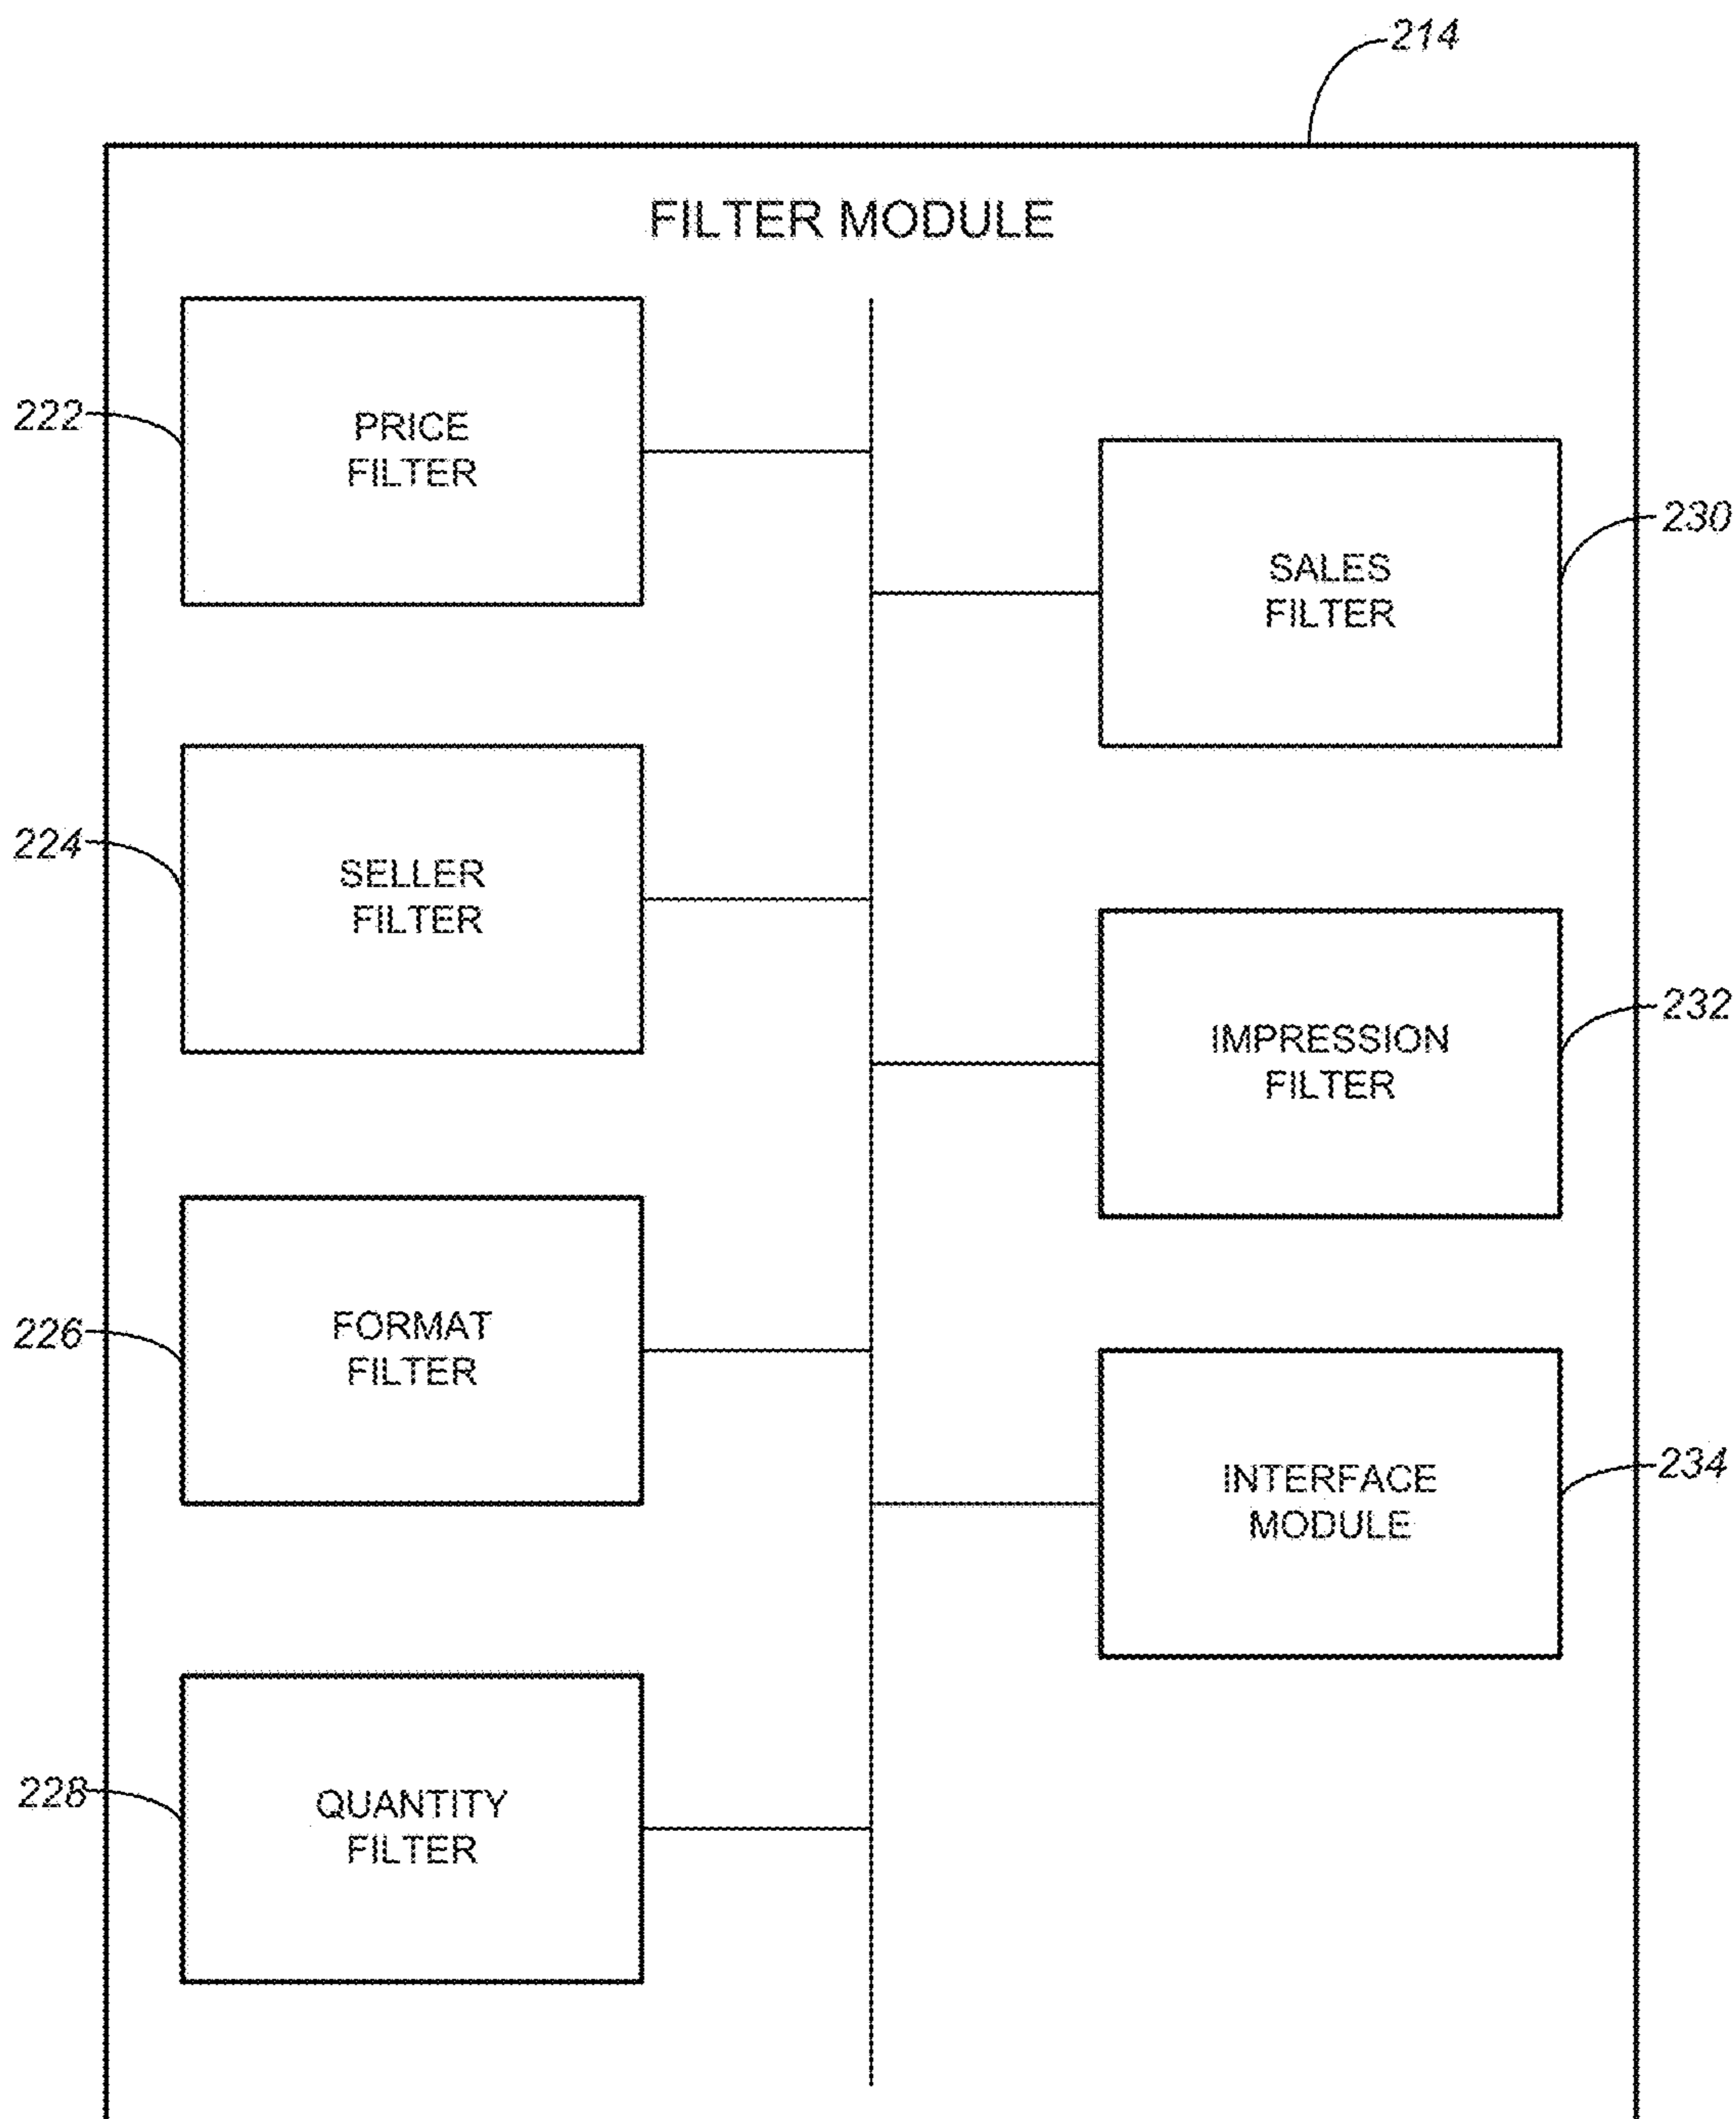 214
FILTER MODULE
222
PRICE
FILTER
230
SALES
FILTER
224
SELLER
FILTER
232
IMPRESSION
FILTER
226
FORMAT
FILTER
234
INTERFACE
MODULE
228
QUANTITY
FILTER